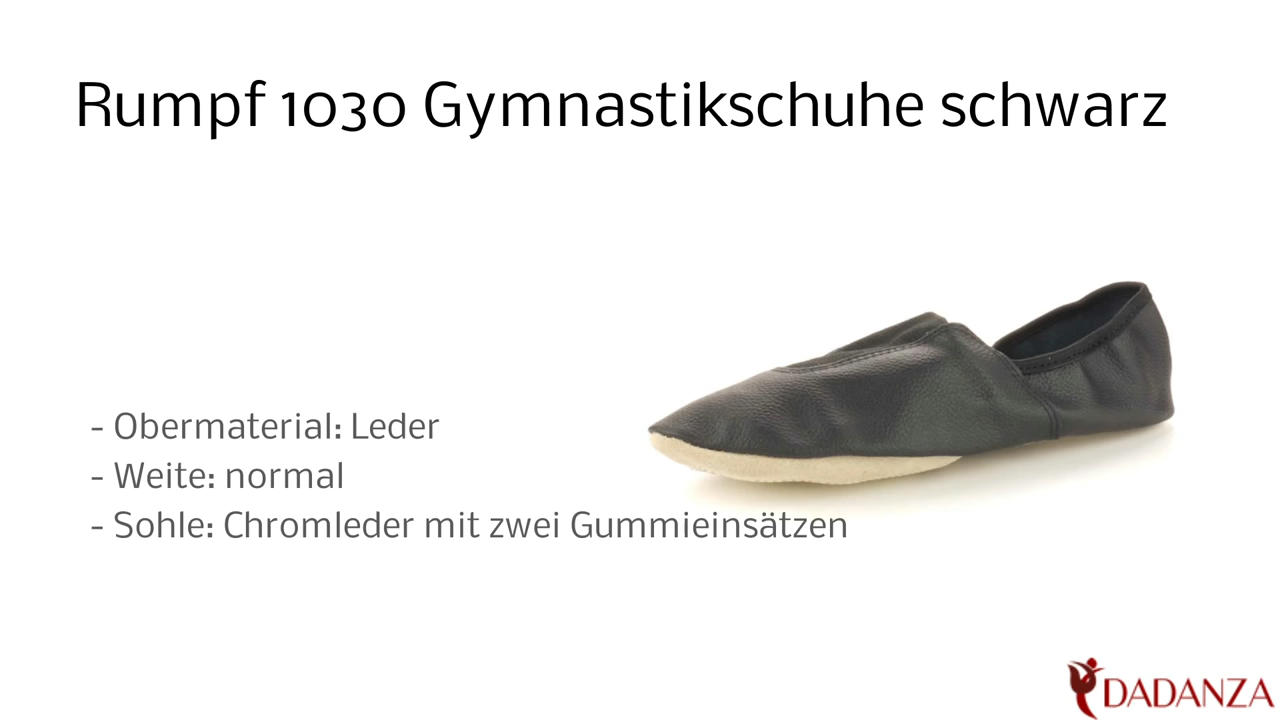 Rumpf 1030 Gymnastikschuhe schwarz
- Obermaterial: Leder
- Weite: normal
- Sohle: Chromleder mit zwei Gummieinsätzen
DADANZA